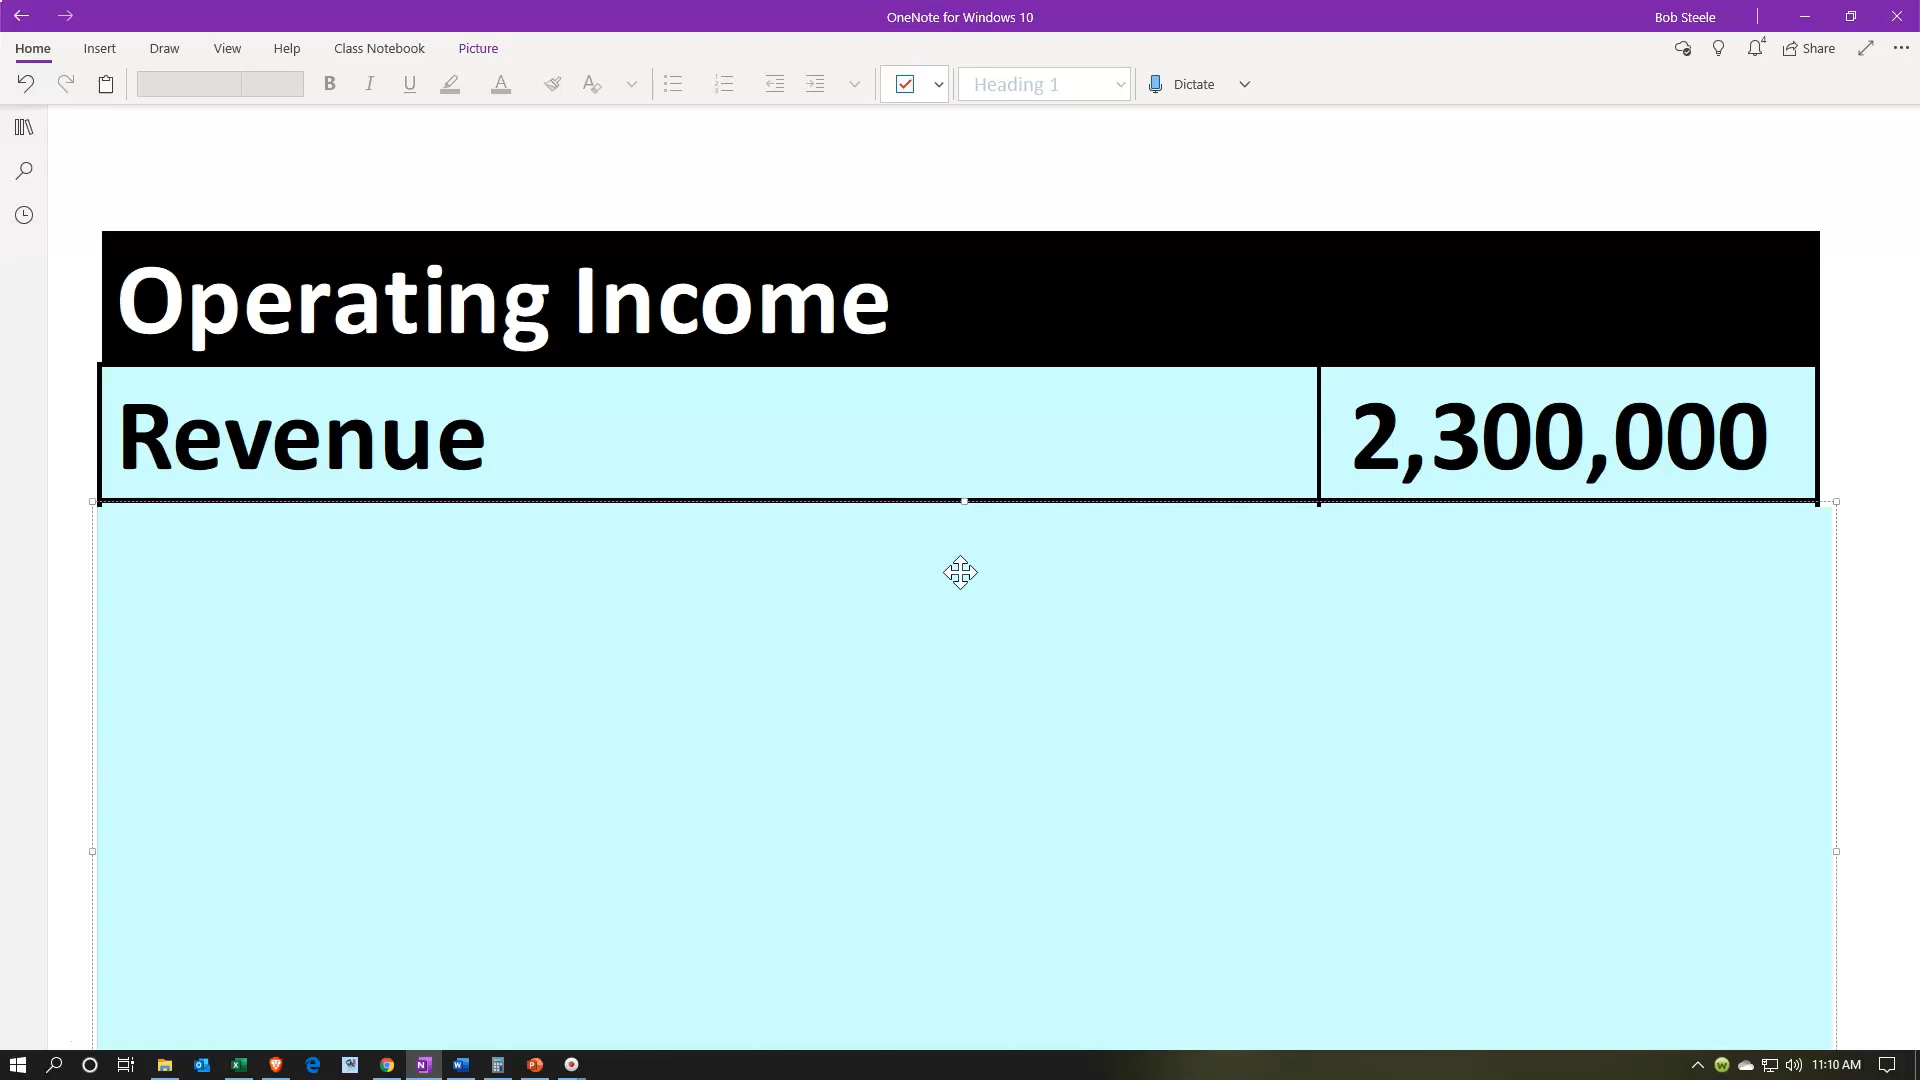 OneNote for Windows 10
Bob Steele
Home Insert Draw View Help Class Notebook Picture
4
Share
B I U A
Heading 1
Dictate
Operating Income
Revenue 2,300,000
11:10 AM